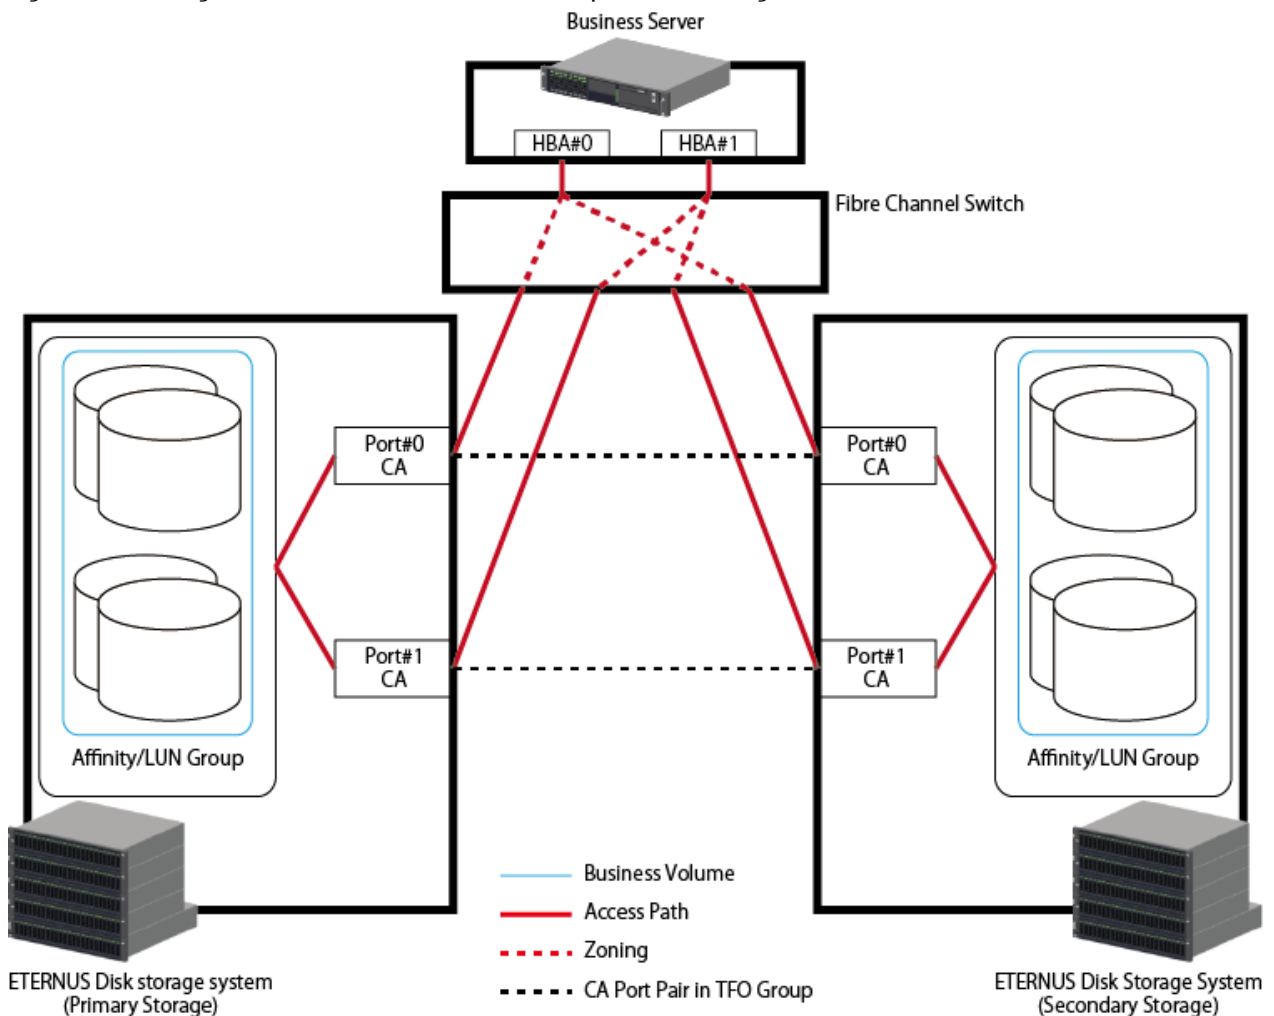 Business Server
HBA#0
HBA#1
Fibre Channel Switch
Port#0
CA
Port#0
CA
Port#1
CA
Port#1
CA
Affinity/LUN Group
Affinity/LUN Group
Business Volume
Access Path
Zoning
CA Port Pair in TFO Group
ETERNUS Disk storage system
(Primary Storage)
ETERNUS Disk Storage System
(Secondary Storage)